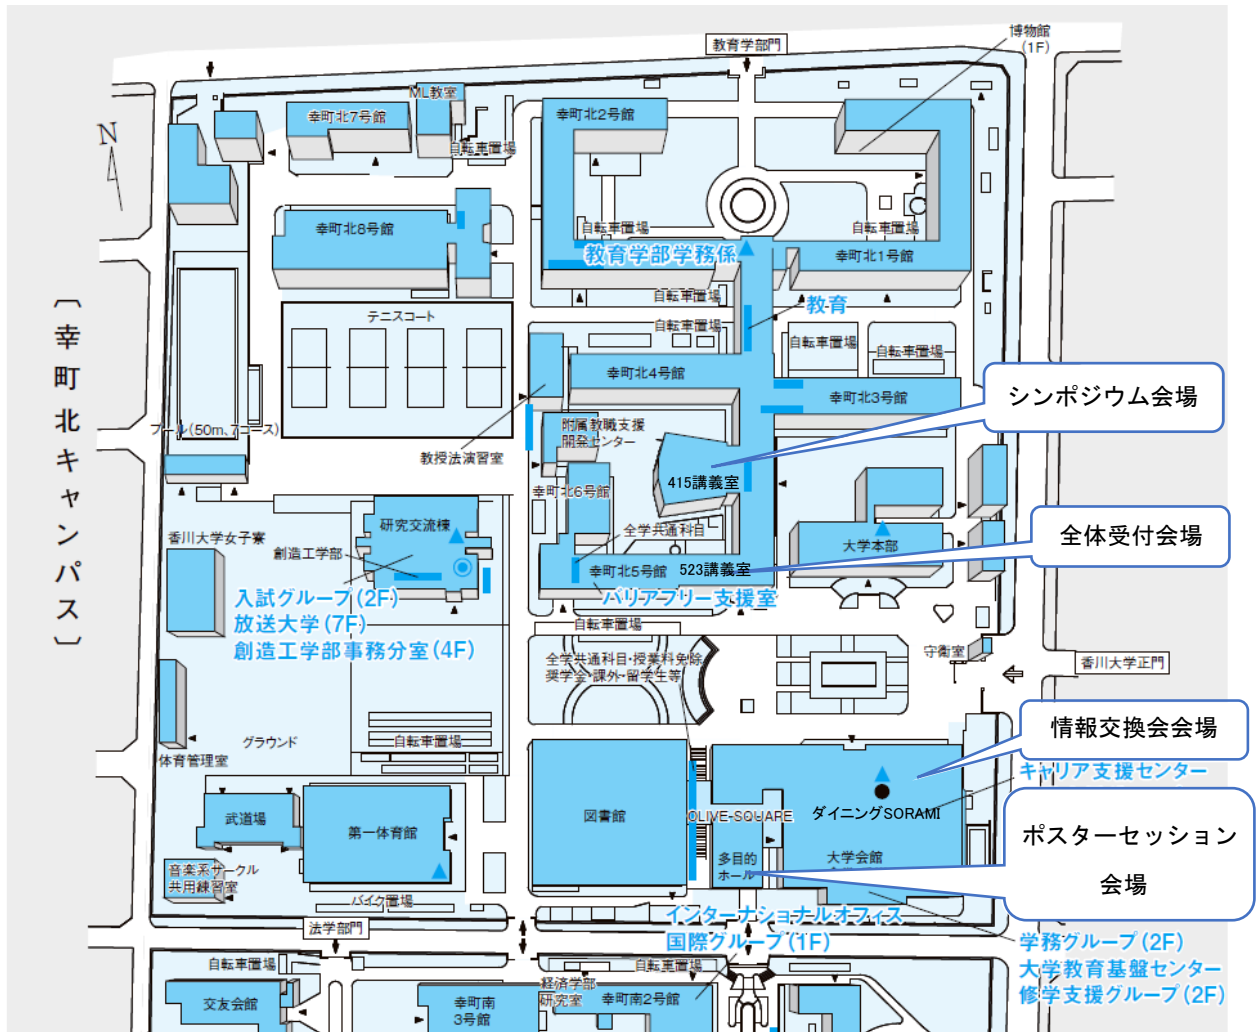 教育学部門
博物館
(1F)
ML教室
幸町北7号館
幸町北2号館
N
自転車置場
幸町北8号館
自転車置場
自転車置場
教育学部学務係
幸町北1号館
自転車置場
教育
テニスコート
自転車置場
自転車置場
自転車置場
〔幸町北キャンパス〕
幸町北4号館
幸町北3号館
シンポジウム会場
プール(50m、7コース)
附属教職支援
開発センター
教授法演習室
415講義室
幸町北6号館
研究交流棟
全学共通科目
全体受付会場
香川大学女子寮
創造工学部
大学本部
幸町北5号館
523講義室
入試グループ(2F)
放送大学(7F)
創造工学部事務分室(4F)
バリアフリー支援室
自転車置場
全学共通科目・授業料免除
奨学金・課外・留学生等
守衛室
香川大学正門
グラウンド
自転車置場
体育管理室
情報交換会会場
キャリア支援センター
武道場
第一体育館
図書館
OLIVE-SQUARE
ダイニングSORAMI
多目的
ホール
大学会館
ポスターセッション
会場
音楽系サークル
共用練習室
バイク置場
法学部門
インターナショナルオフィス
国際グループ(1F)
学務グループ(2F)
大学教育基盤センター
修学支援グループ(2F)
自転車置場
自転車置場
交友会館
幸町南
3号館
経済学部
研究室
幸町南2号館